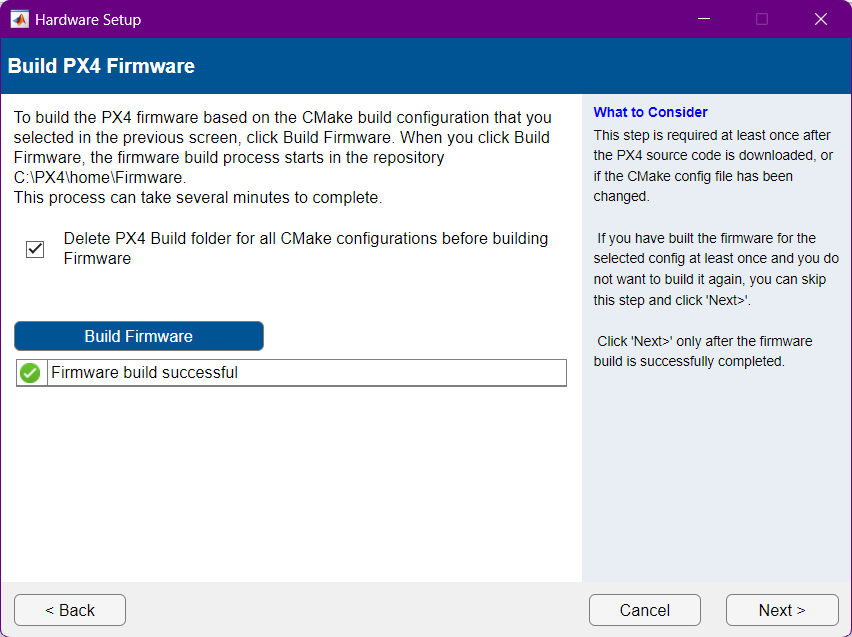 Hardware Setup
Build PX4 Firmware
To build the PX4 firmware based on the CMake build configuration that you
selected in the previous screen, click Build Firmware. When you click Build
Firmware, the firmware build process starts in the repository
C:\PX4\home\Firmware.
This process can take several minutes to complete.
Delete PX4 Build folder for all CMake configurations before building
Firmware
Build Firmware
Firmware build successful
What to Consider
This step is required at least once after
the PX4 source code is downloaded, or
if the CMake config file has been
changed.
If you have built the firmware for the
selected config at least once and you do
not want to build it again, you can skip
this step and click 'Next>'.
Click 'Next>' only after the firmware
build is successfully completed.
< Back
Cancel
Next >